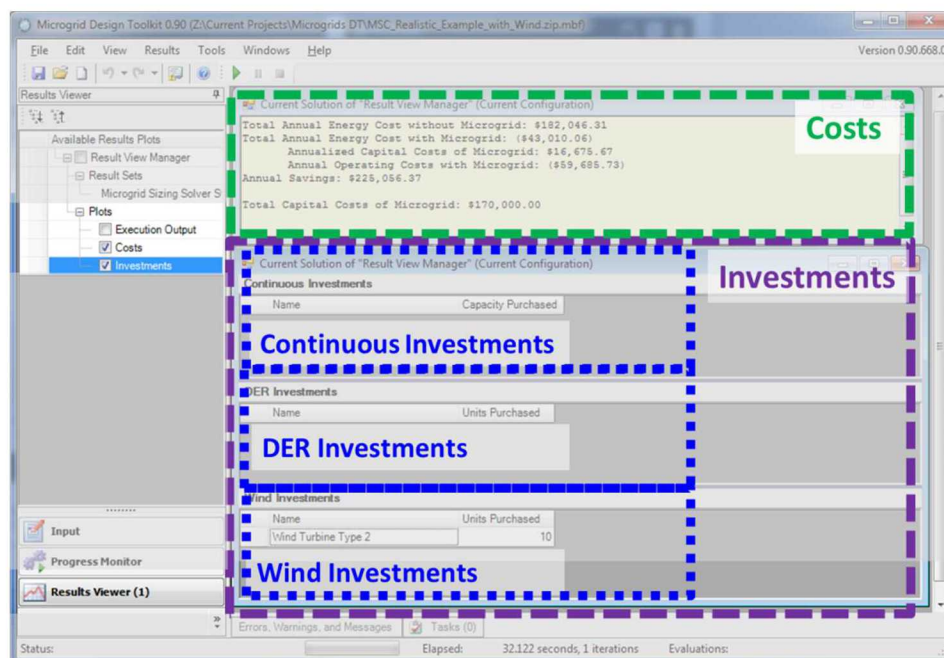 Microgrid Design Toolkit 0.90 (Z:\Current Projects\Microgrids DT\MSC_Realistic_Example_with_Wind.zip.mbf)
File Edit View Results Tools Windows Help Version 0.90.668.0
Results Viewer
Available Results Plots
Result View Manager
Result Sets
Microgrid Sizing Solver S
Plots
Execution Output
Costs
Investments
Current Solution of "Result View Manager" (Current Configuration)
Costs
Total Annual Energy Cost without Microgrid: $182,046.31
Total Annual Energy Cost with Microgrid: ($43,010.06)
Annualized Capital Costs of Microgrid: $16,675.67
Annual Operating Costs with Microgrid: ($59,685.73)
Annual Savings: $225,056.37
Total Capital Costs of Microgrid: $170,000.00
Current Solution of "Result View Manager" (Current Configuration)
Investments
Continuous Investments
Name Capacity Purchased
Continuous Investments
DER Investments
Name Units Purchased
DER Investments
Wind Investments
Name Units Purchased
Wind Turbine Type 2 10
Wind Investments
Input
Progress Monitor
Results Viewer (1)
Errors, Warnings, and Messages Tasks (0)
Status: Elapsed: 32.122 seconds, 1 iterations Evaluations: